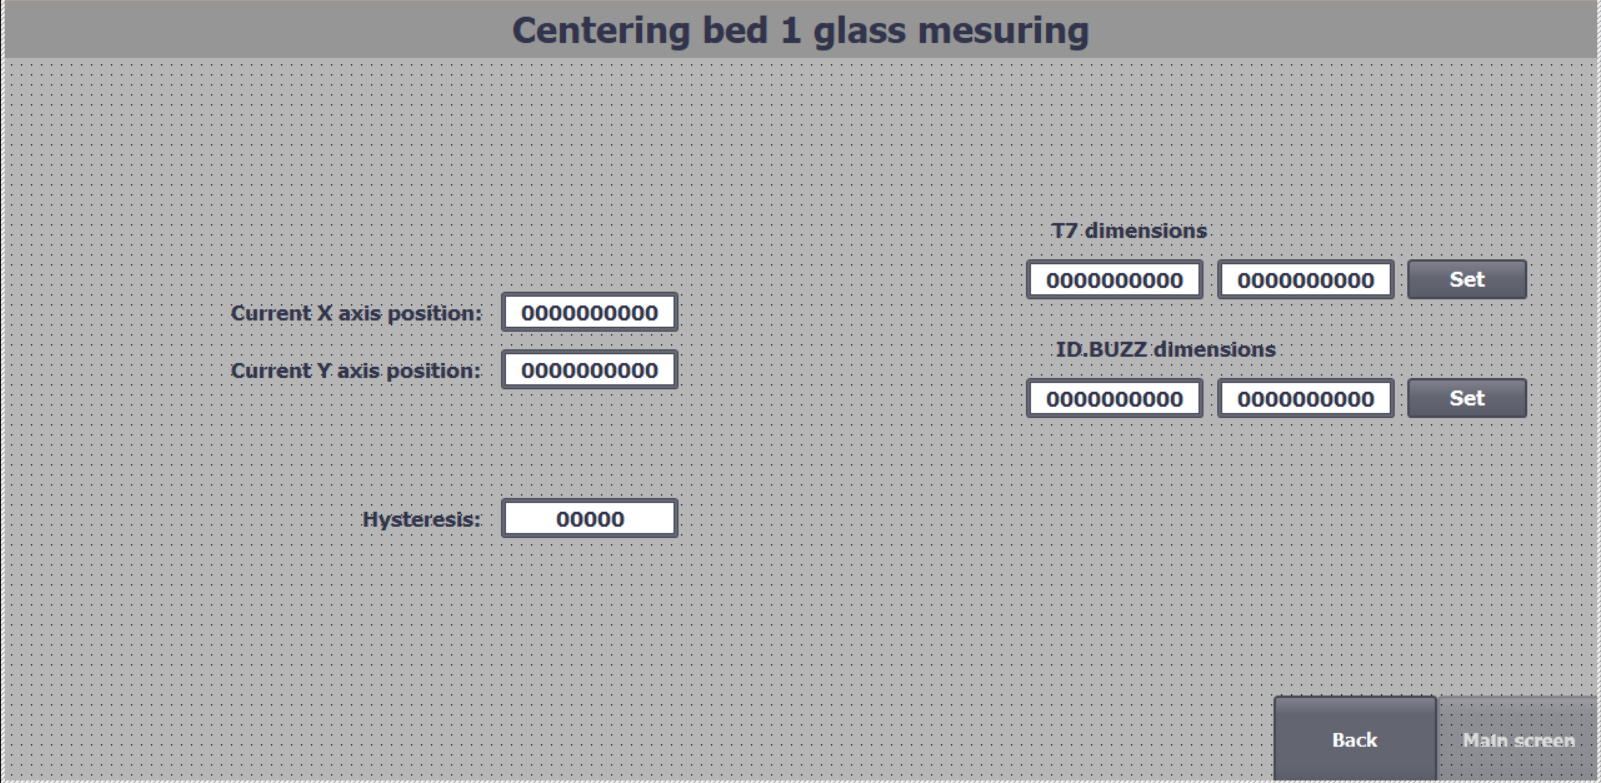 Centering bed 1 glass mesuring
T7 dimensions
0000000000 0000000000 Set
Current X axis position: 0000000000
ID.BUZZ dimensions
Current Y axis position: 0000000000
0000000000 0000000000 Set
Hysteresis: 00000
Back Main screen